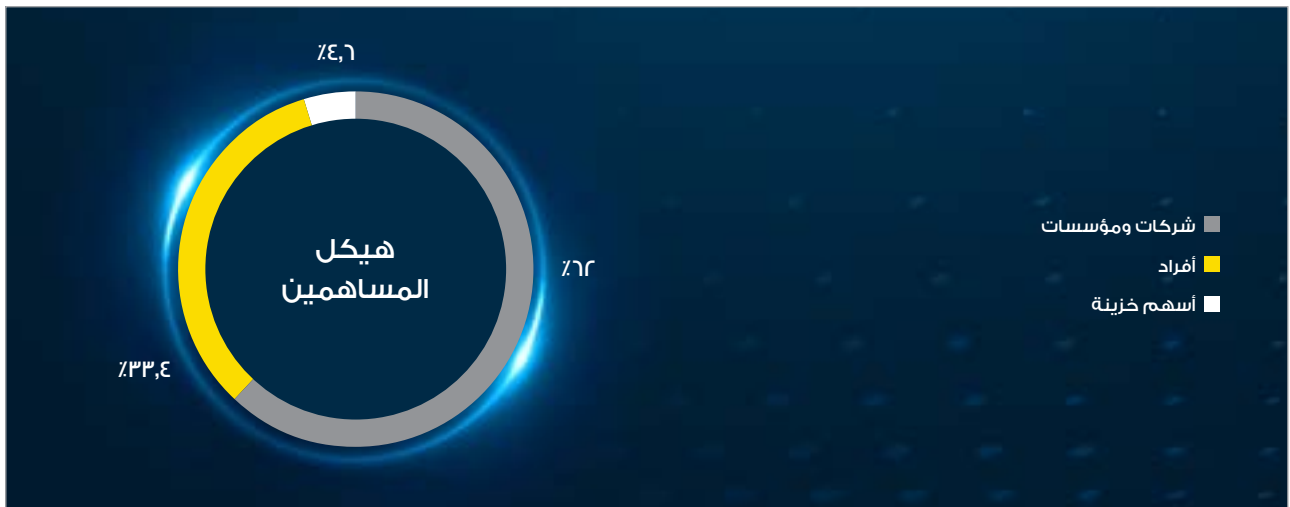 ٪٤,٦
هيكل
المساهمين
٪٦٢
٪٣٣,٤
شركات ومؤسسات
أفراد
أسهم خزينة